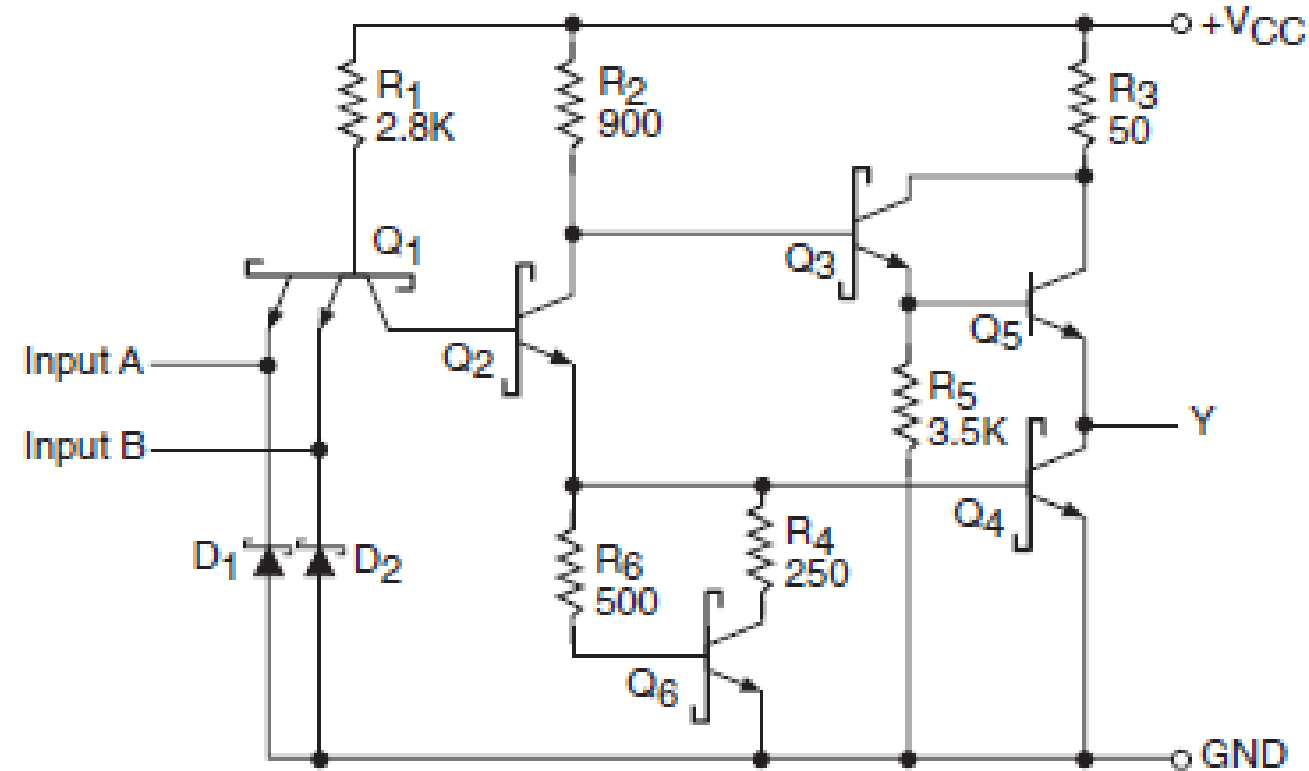 +VCC
R1
2.8K
R2
900
R3
50
Q1
Q3
Q2
Q5
Input A
R5
3.5K
Y
Input B
Q4
D1
D2
R6
500
R4
250
Q6
GND